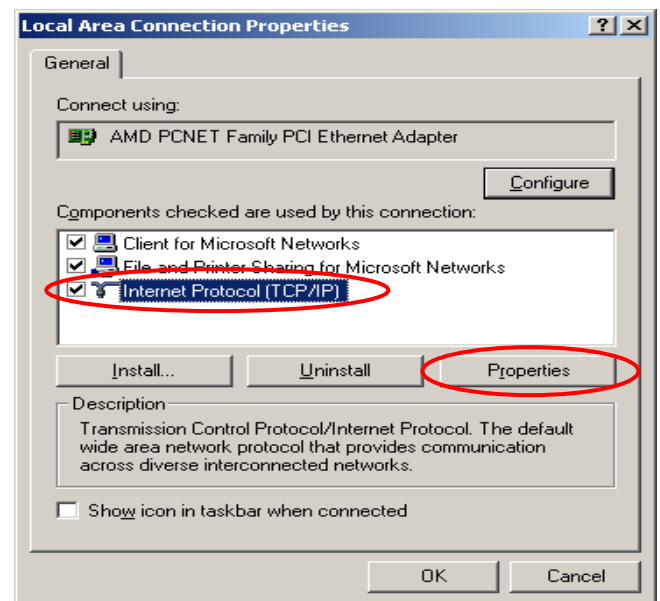 Local Area Connection Properties
General
Connect using:
AMD PCNET Family PCI Ethernet Adapter
Configure
Components checked are used by this connection:
Client for Microsoft Networks
File and Printer Sharing for Microsoft Networks
Internet Protocol (TCP/IP)
Install... Uninstall Properties
Description
Transmission Control Protocol/Internet Protocol. The default
wide area network protocol that provides communication
across diverse interconnected networks.
Show icon in taskbar when connected
OK Cancel